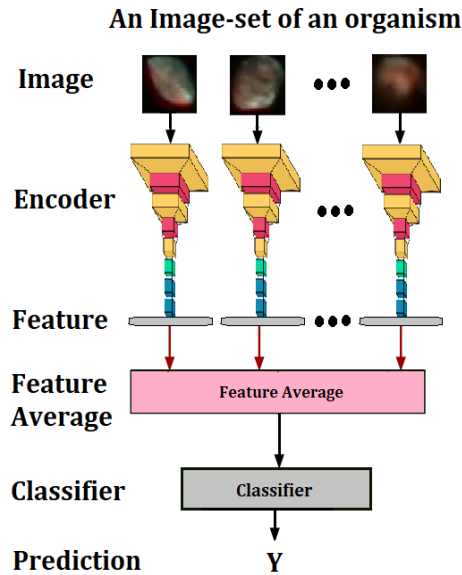 An Image-set of an organism
Image
Encoder
Feature
Feature
Average
Feature Average
Classifier
Classifier
Prediction
Y